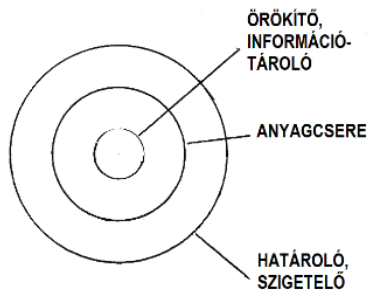 ÖRÖKÍTŐ,
INFORMÁCIÓ-
TÁROLÓ
ANYAGCSERE
HATÁROLÓ,
SZIGETELŐ